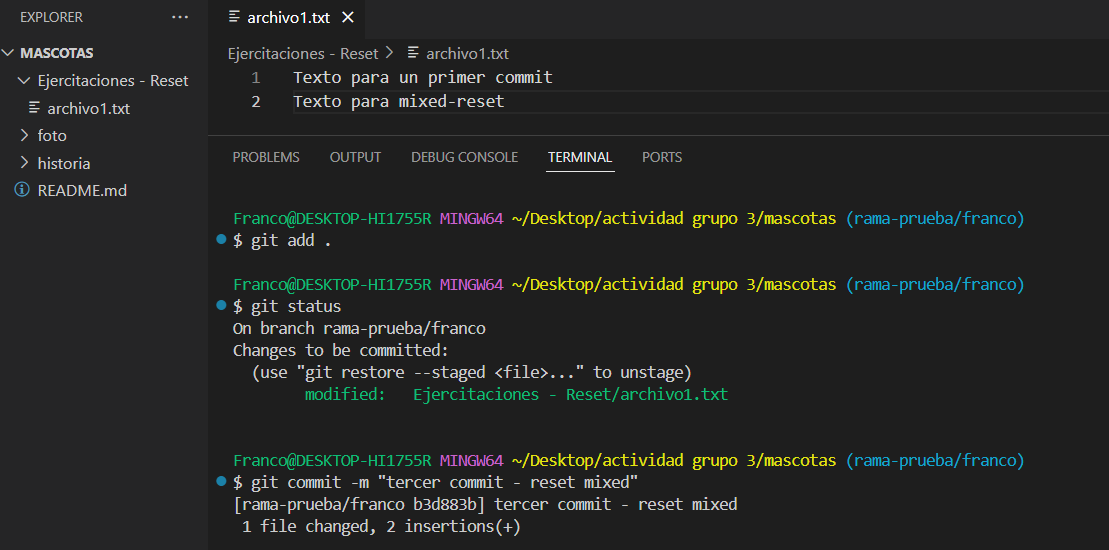 EXPLORER ...
MASCOTAS
Ejercitaciones - Reset
archivo1.txt
foto
historia
README.md
archivo1.txt
Ejercitaciones - Reset > archivo1.txt
1 Texto para un primer commit
2 Texto para mixed-reset
PROBLEMS OUTPUT DEBUG CONSOLE TERMINAL PORTS
Franco@DESKTOP-HI1755R MINGW64 ~/Desktop/actividad grupo 3/mascotas (rama-prueba/franco)
$ git add .
Franco@DESKTOP-HI1755R MINGW64 ~/Desktop/actividad grupo 3/mascotas (rama-prueba/franco)
$ git status
On branch rama-prueba/franco
Changes to be committed:
(use "git restore --staged <file>..." to unstage)
modified: Ejercitaciones - Reset/archivo1.txt
Franco@DESKTOP-HI1755R MINGW64 ~/Desktop/actividad grupo 3/mascotas (rama-prueba/franco)
$ git commit -m "tercer commit - reset mixed"
[rama-prueba/franco b3d883b] tercer commit - reset mixed
1 file changed, 2 insertions(+)